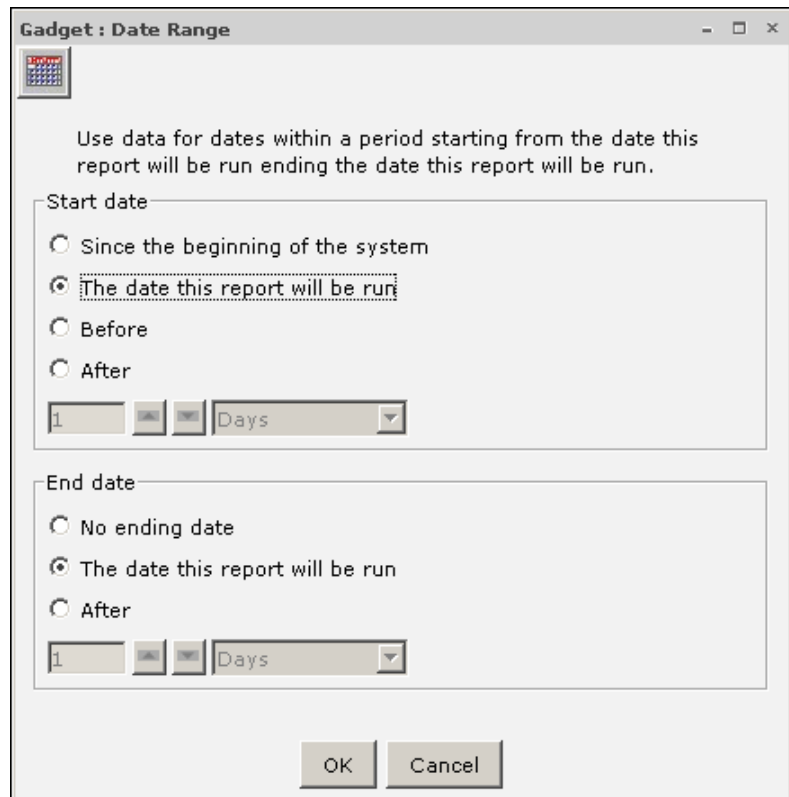 Gadget : Date Range
Use data for dates within a period starting from the date this
report will be run ending the date this report will be run.
Start date
Since the beginning of the system
The date this report will be run
Before
After
1 Days
End date
No ending date
The date this report will be run
After
1 Days
OK Cancel